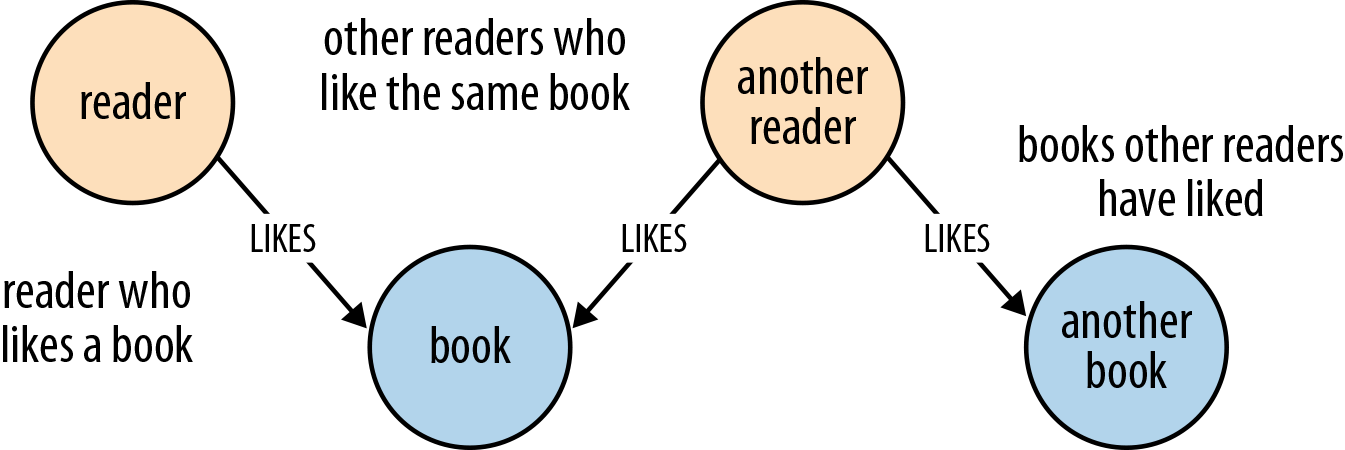 reader
other readers who
like the same book
another
reader
books other readers
have liked
LIKES
LIKES
LIKES
reader who
likes a book
book
another
book